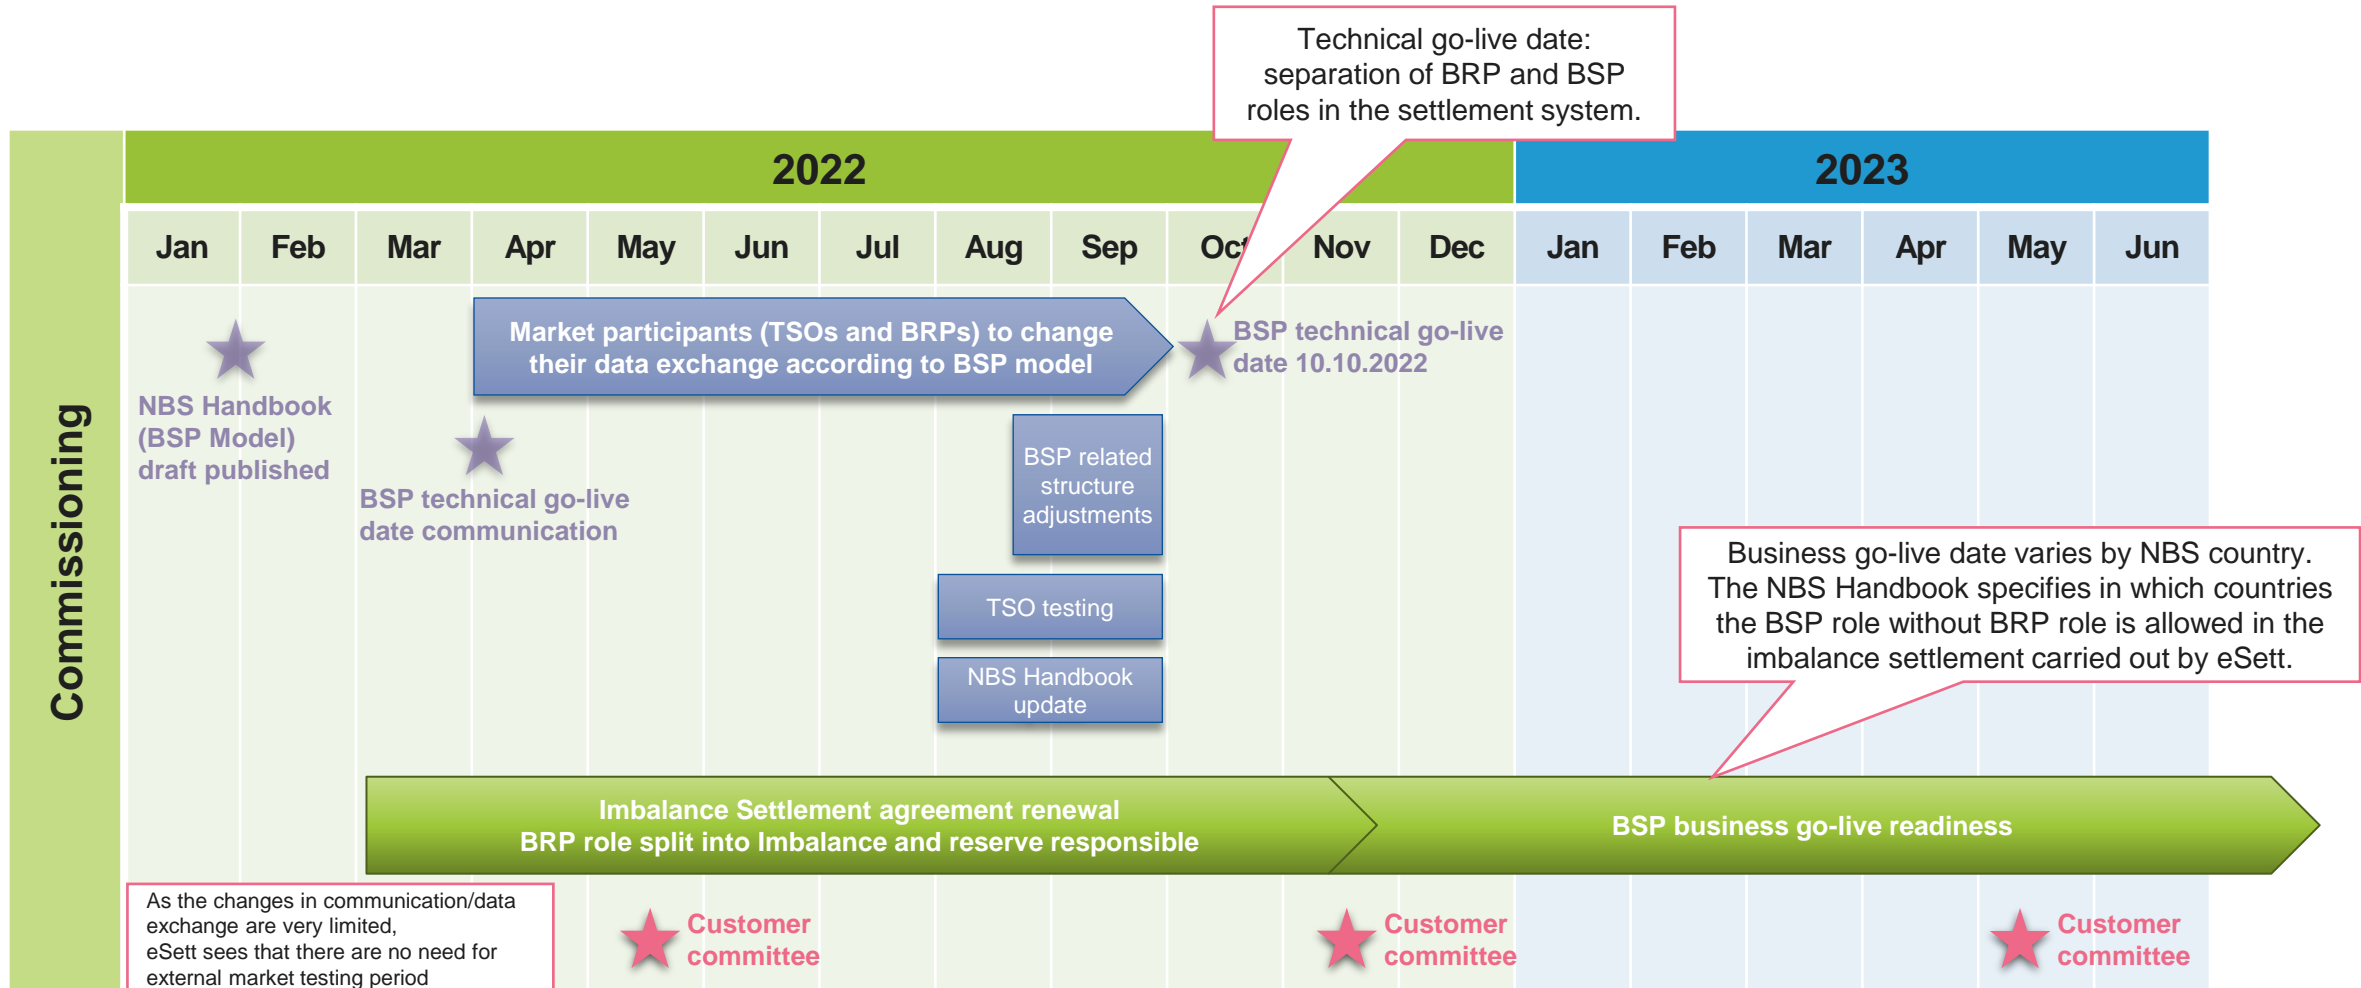 Technical go-live date:
separation of BRP and BSP
roles in the settlement system.
2022
2023
Commissioning
Jan
Feb
Mar
Apr
May
Jun
Jul
Aug
Sep
Oct
Nov
Dec
Jan
Feb
Mar
Apr
May
Jun
Market participants (TSOs and BRPs) to change
their data exchange according to BSP model
BSP technical go-live
date 10.10.2022
NBS Handbook
(BSP Model)
draft published
BSP technical go-live
date communication
BSP related
structure
adjustments
TSO testing
NBS Handbook
update
Business go-live date varies by NBS country.
The NBS Handbook specifies in which countries
the BSP role without BRP role is allowed in the
imbalance settlement carried out by eSett.
Imbalance Settlement agreement renewal
BRP role split into Imbalance and reserve responsible
BSP business go-live readiness
As the changes in communication/data
exchange are very limited,
eSett sees that there are no need for
external market testing period
Customer
committee
Customer
committee
Customer
committee